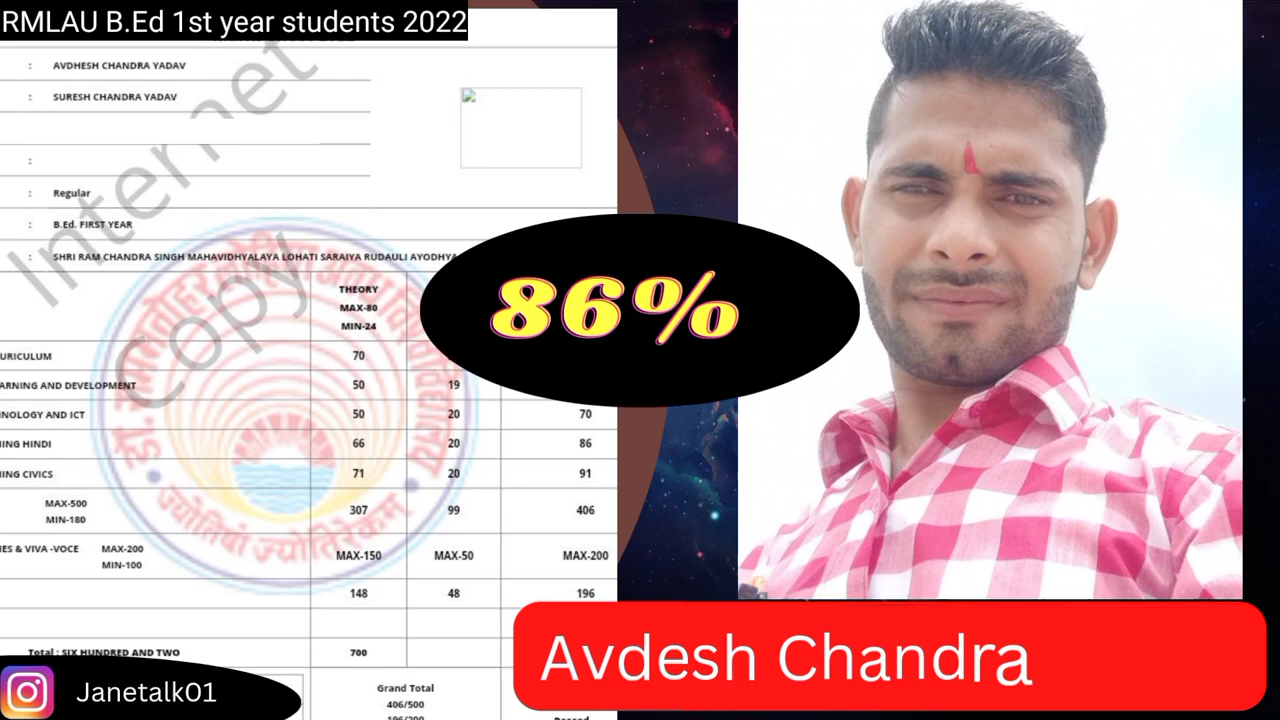 RMLAU B.Ed 1st year students 2022
: AVDHESH CHANDRA YADAV
: SURESH CHANDRA YADAV
:
: Regular
: B.Ed. FIRST YEAR
: SHRI RAM CHANDRA SINGH MAHAVIDHYALAYA LOHATI SARAIYA RUDAULI AYODHYA
Internet
Copy
THEORY
MAX-80
MIN-24
URICULUM 70
ARNING AND DEVELOPMENT 50 19
NOLOGY AND ICT 50 20 70
ING HINDI 66 20 86
ING CIVICS 71 20 91
MAX-500
MIN-180
307 99 406
IES & VIVA -VOCE MAX-200
MIN-100
MAX-150 MAX-50 MAX-200
148 48 196
Total : SIX HUNDRED AND TWO 700
Grand Total
406/500
196/200
Passed
86%
Avdesh Chandra
Janetalk01